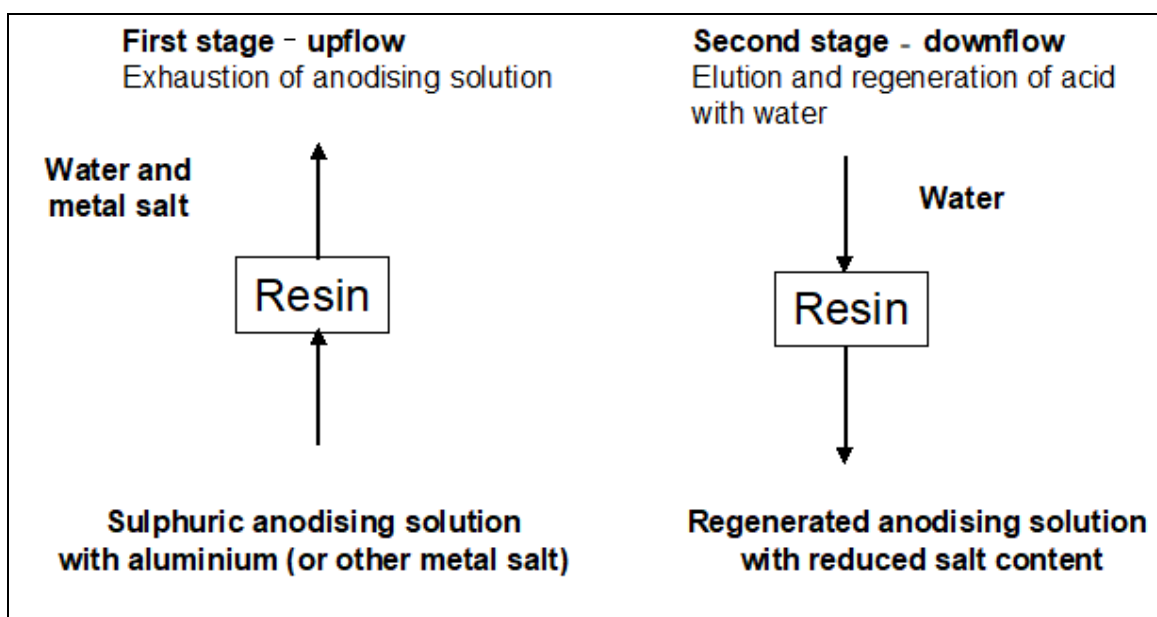 First stage – upflow
Exhaustion of anodising solution
Water and
metal salt
Resin
Sulphuric anodising solution
with aluminium (or other metal salt)
Second stage - downflow
Elution and regeneration of acid
with water
Water
Resin
Regenerated anodising solution
with reduced salt content